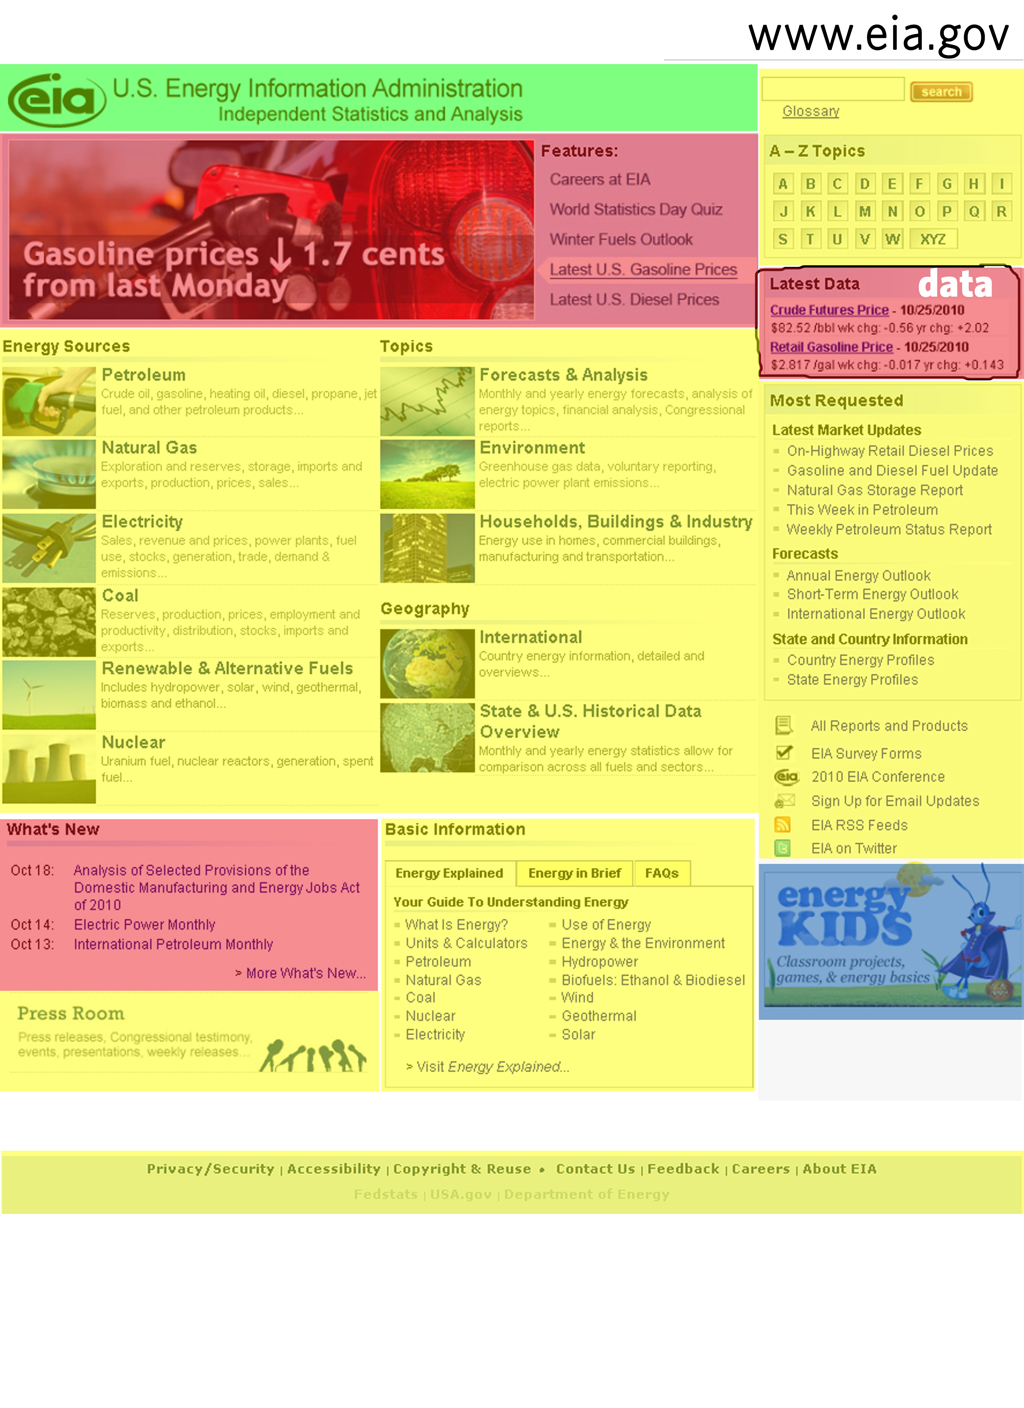 www.eia.gov
eia
U.S. Energy Information Administration
Independent Statistics and Analysis
search
Glossary
A – Z Topics
A B C D E F G H I
J K L M N O P Q R
S T U V W XYZ
Gasoline prices ↓ 1.7 cents
from last Monday
Features:
Careers at EIA
World Statistics Day Quiz
Winter Fuels Outlook
Latest U.S. Gasoline Prices
Latest U.S. Diesel Prices
Latest Data
data
Crude Futures Price - 10/25/2010
$82.52 /bbl wk chg: -0.56 yr chg: +2.02
Retail Gasoline Price - 10/25/2010
$2.817 /gal wk chg: -0.017 yr chg: +0.143
Energy Sources
Petroleum
Crude oil, gasoline, heating oil, diesel, propane, jet
fuel, and other petroleum products...
Natural Gas
Exploration and reserves, storage, imports and
exports, production, prices, sales...
Electricity
Sales, revenue and prices, power plants, fuel
use, stocks, generation, trade, demand &
emissions...
Coal
Reserves, production, prices, employment and
productivity, distribution, stocks, imports and
exports...
Renewable & Alternative Fuels
Includes hydropower, solar, wind, geothermal,
biomass and ethanol...
Nuclear
Uranium fuel, nuclear reactors, generation, spent
fuel...
Topics
Forecasts & Analysis
Monthly and yearly energy forecasts, analysis of
energy topics, financial analysis, Congressional
reports...
Environment
Greenhouse gas data, voluntary reporting,
electric power plant emissions...
Households, Buildings & Industry
Energy use in homes, commercial buildings,
manufacturing and transportation...
Geography
International
Country energy information, detailed and
overviews...
State & U.S. Historical Data
Overview
Monthly and yearly energy statistics allow for
comparison across all fuels and sectors...
Most Requested
Latest Market Updates
On-Highway Retail Diesel Prices
Gasoline and Diesel Fuel Update
Natural Gas Storage Report
This Week in Petroleum
Weekly Petroleum Status Report
Forecasts
Annual Energy Outlook
Short-Term Energy Outlook
International Energy Outlook
State and Country Information
Country Energy Profiles
State Energy Profiles
All Reports and Products
EIA Survey Forms
eia 2010 EIA Conference
Sign Up for Email Updates
EIA RSS Feeds
EIA on Twitter
What's New
Oct 18: Analysis of Selected Provisions of the
Domestic Manufacturing and Energy Jobs Act
of 2010
Oct 14: Electric Power Monthly
Oct 13: International Petroleum Monthly
> More What's New...
Press Room
Press releases, Congressional testimony,
events, presentations, weekly releases...
Basic Information
Energy Explained Energy in Brief FAQs
Your Guide To Understanding Energy
What Is Energy?
Units & Calculators
Petroleum
Natural Gas
Coal
Nuclear
Electricity
Use of Energy
Energy & the Environment
Hydropower
Biofuels: Ethanol & Biodiesel
Wind
Geothermal
Solar
> Visit Energy Explained...
energy
KIDS
Classroom projects,
games, & energy basics
Privacy/Security | Accessibility | Copyright & Reuse • Contact Us | Feedback | Careers | About EIA
Fedstats | USA.gov | Department of Energy